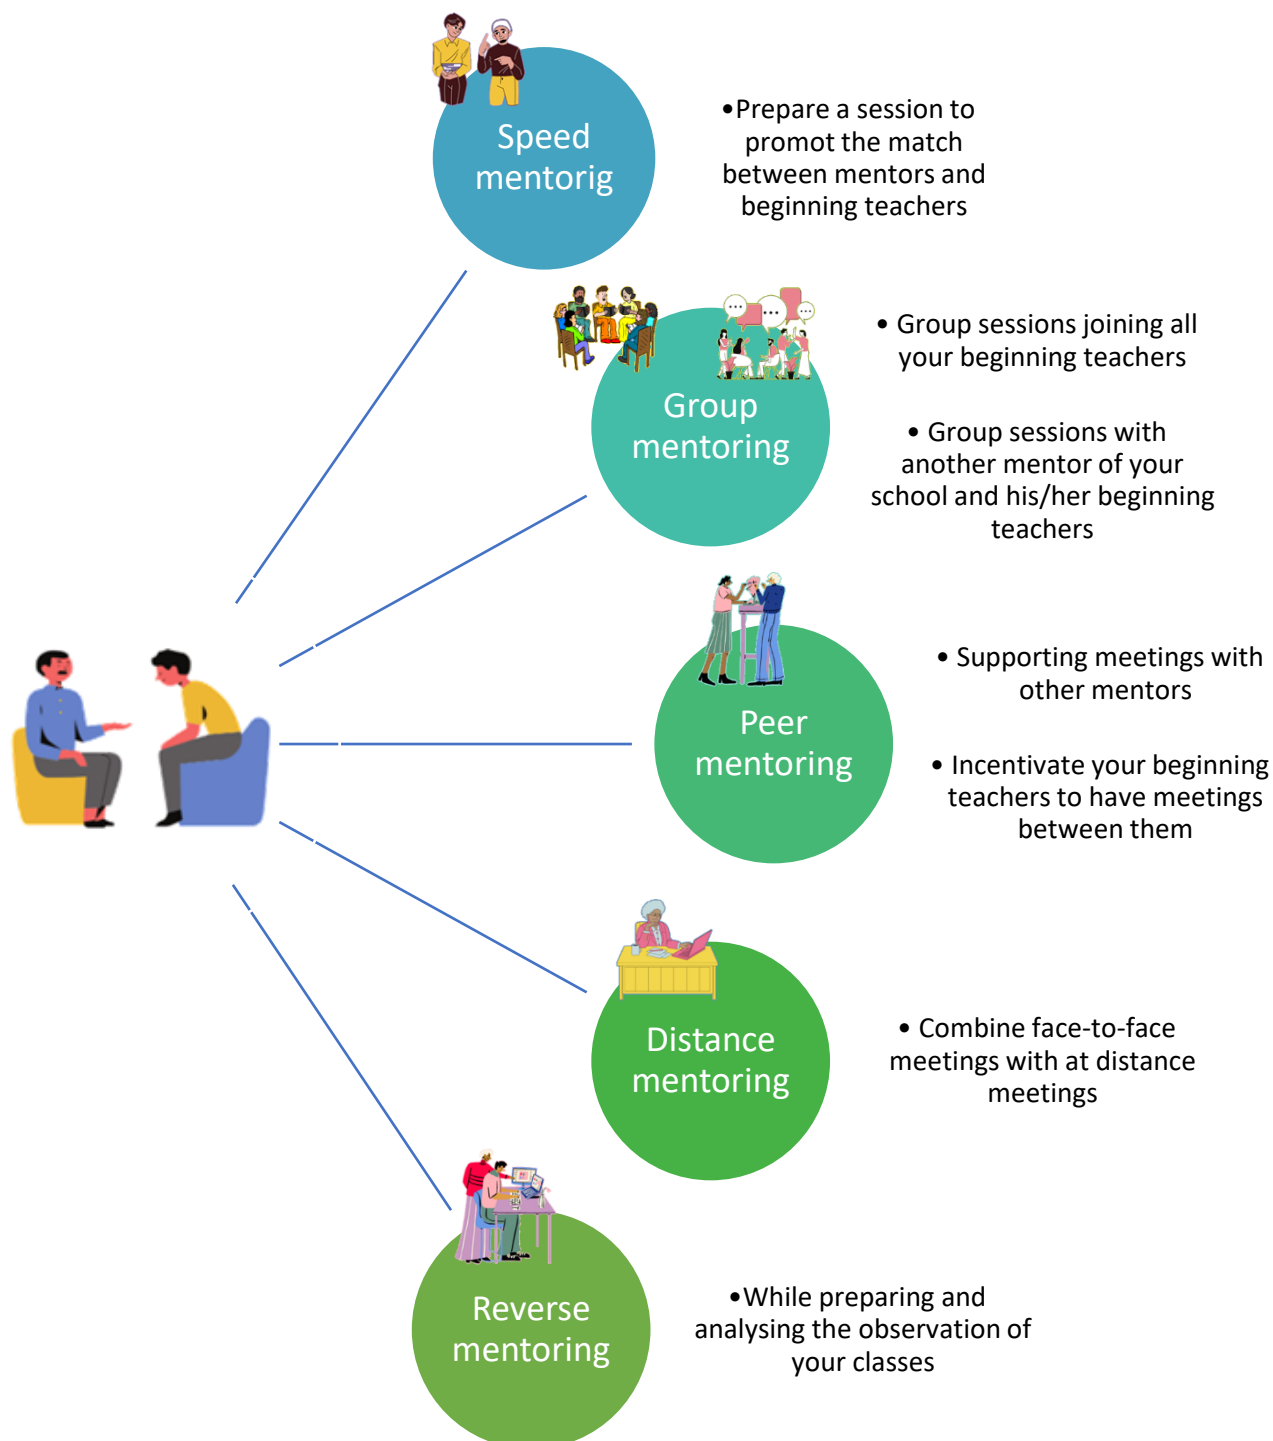 Speed
mentorig
•Prepare a session to
promot the match
between mentors and
beginning teachers
Group
mentoring
• Group sessions joining all
your beginning teachers
• Group sessions with
another mentor of your
school and his/her beginning
teachers
Peer
mentoring
• Supporting meetings with
other mentors
• Incentivate your beginning
teachers to have meetings
between them
Distance
mentoring
• Combine face-to-face
meetings with at distance
meetings
Reverse
mentoring
•While preparing and
analysing the observation of
your classes